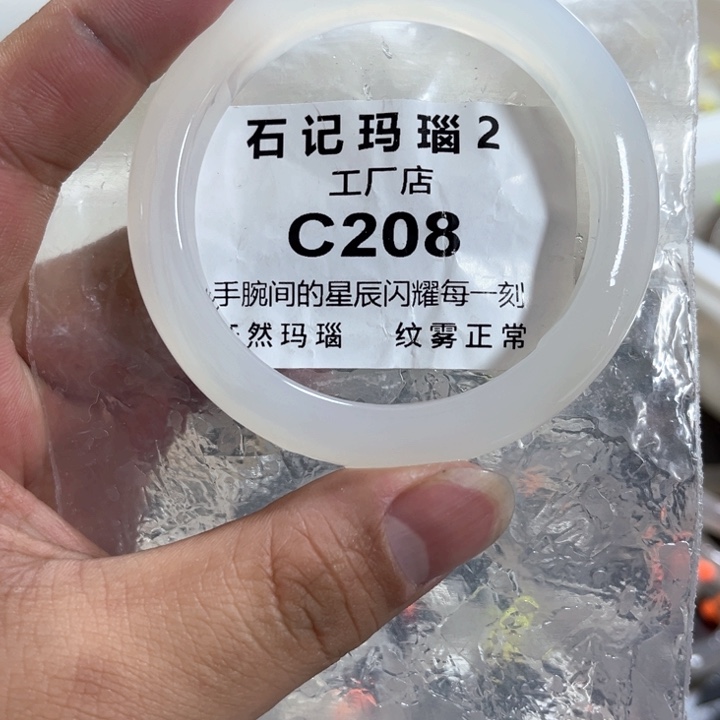 石记玛瑙2
工厂店
C208
手腕间的星辰闪耀每一刻
然玛瑙 纹雾正常